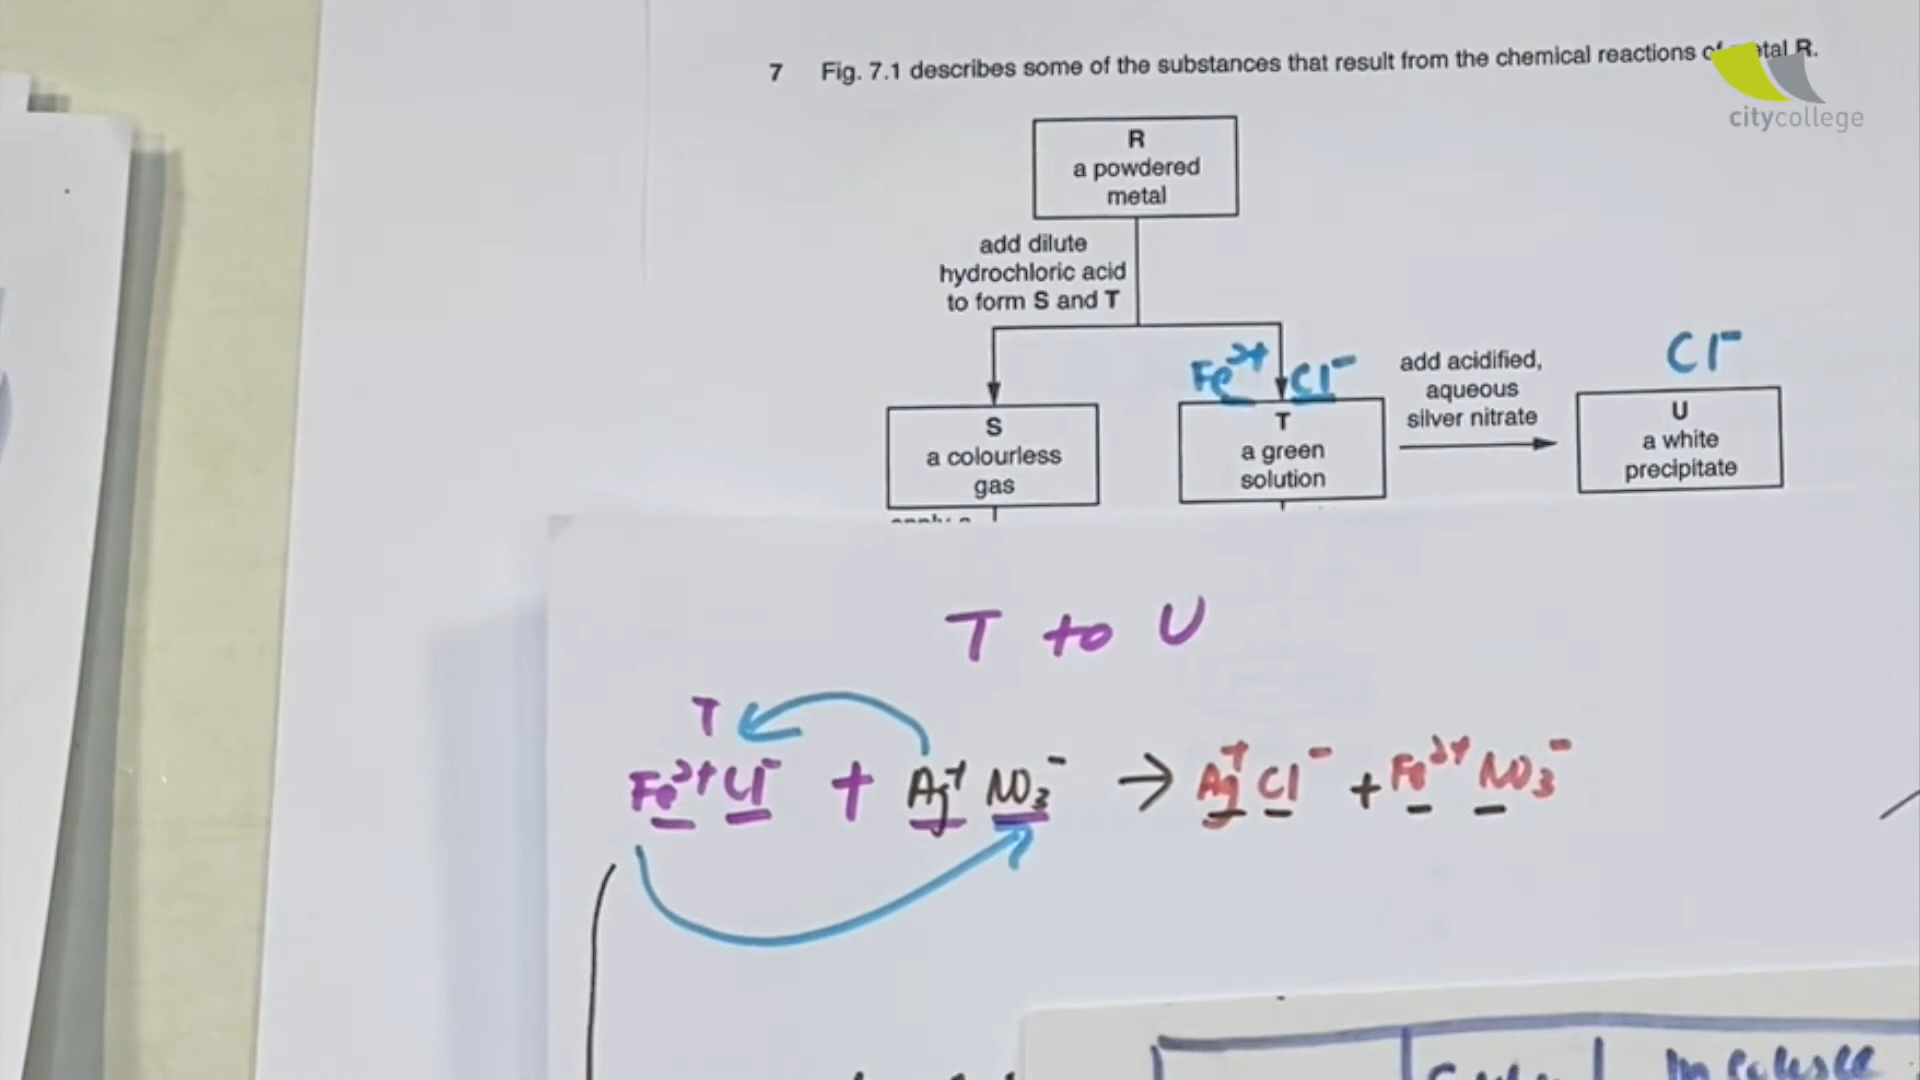 7 Fig. 7.1 describes some of the substances that result from the chemical reactions of metal R.
citycollege
R
a powdered
metal
add dilute
hydrochloric acid
to form S and T
Fe²⁺ Cl⁻
add acidified,
aqueous
silver nitrate
Cl⁻
S
a colourless
gas
T
a green
solution
U
a white
precipitate
T to U
T
Fe²⁺Cl⁻ + Ag⁺ NO₃⁻ → Ag⁺Cl⁻ + Fe²⁺ NO₃⁻